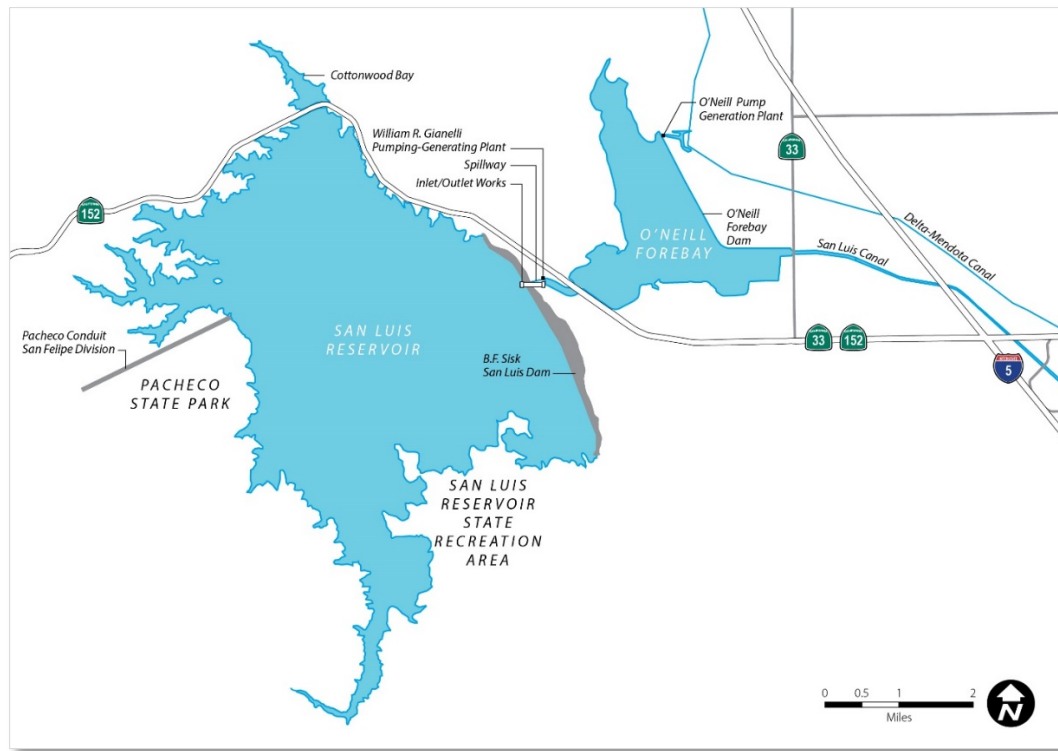 Cottonwood Bay
William R. Gianelli
Pumping-Generating Plant
Spillway
Inlet/Outlet Works
O'Neill Pump
Generation Plant
33
152
O'NEILL
FOREBAY
O'Neill
Forebay
Dam
Delta-Mendota Canal
San Luis Canal
SAN LUIS
RESERVOIR
Pacheco Conduit
San Felipe Division
PACHECO
STATE PARK
B.F. Sisk
San Luis Dam
33
152
5
SAN LUIS
RESERVOIR
STATE
RECREATION
AREA
0 0.5 1 2
Miles
N